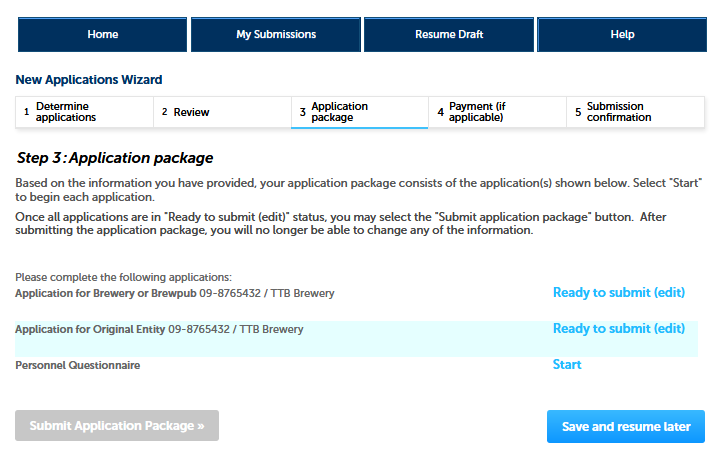 Home My Submissions Resume Draft Help
New Applications Wizard
1 Determine applications 2 Review 3 Application package 4 Payment (if applicable) 5 Submission confirmation
Step 3: Application package
Based on the information you have provided, your application package consists of the application(s) shown below. Select "Start"
to begin each application.
Once all applications are in "Ready to submit (edit)" status, you may select the "Submit application package" button. After
submitting the application package, you will no longer be able to change any of the information.
Please complete the following applications:
Application for Brewery or Brewpub 09-8765432 / TTB Brewery Ready to submit (edit)
Application for Original Entity 09-8765432 / TTB Brewery Ready to submit (edit)
Personnel Questionnaire Start
Submit Application Package » Save and resume later